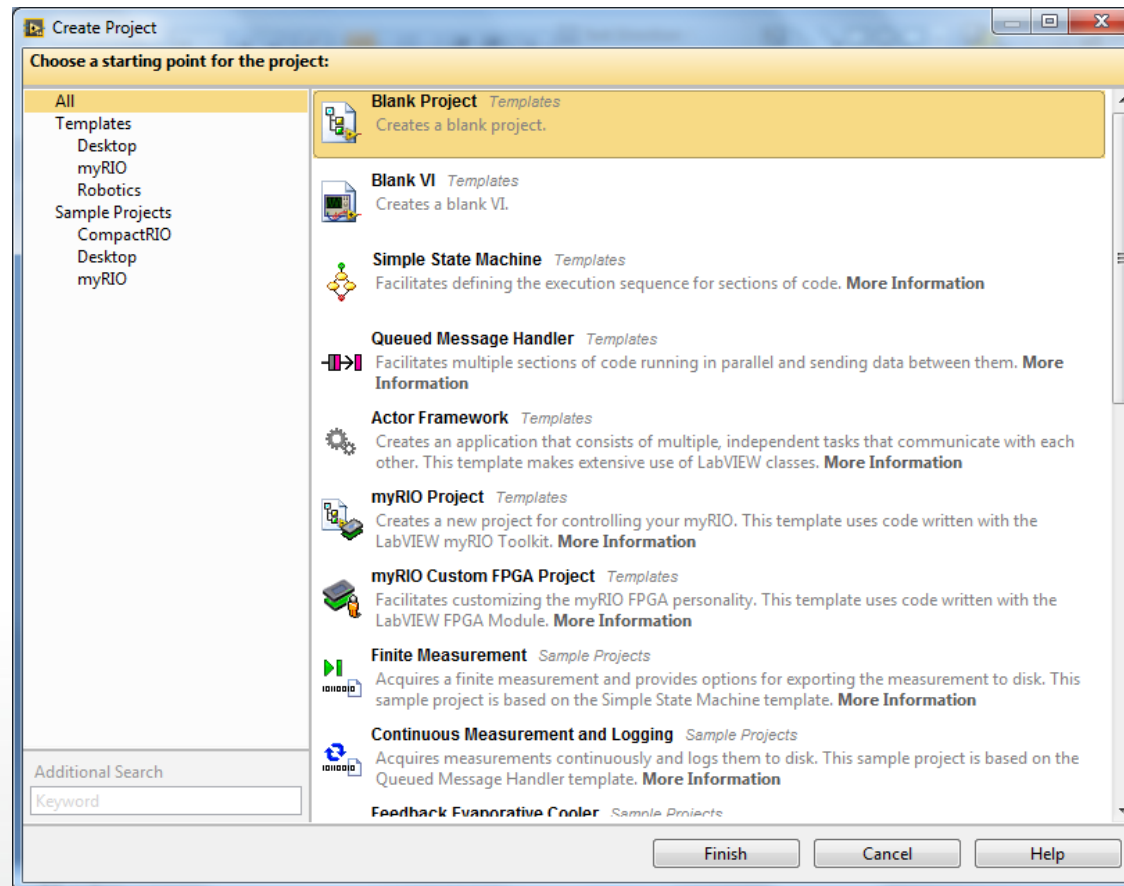 Create Project
Choose a starting point for the project:
All
Templates
Desktop
myRIO
Robotics
Sample Projects
CompactRIO
Desktop
myRIO
Additional Search
Keyword
Blank Project Templates
Creates a blank project.
Blank VI Templates
Creates a blank VI.
Simple State Machine Templates
Facilitates defining the execution sequence for sections of code. More Information
Queued Message Handler Templates
Facilitates multiple sections of code running in parallel and sending data between them. More
Information
Actor Framework Templates
Creates an application that consists of multiple, independent tasks that communicate with each
other. This template makes extensive use of LabVIEW classes. More Information
myRIO Project Templates
Creates a new project for controlling your myRIO. This template uses code written with the
LabVIEW myRIO Toolkit. More Information
myRIO Custom FPGA Project Templates
Facilitates customizing the myRIO FPGA personality. This template uses code written with the
LabVIEW FPGA Module. More Information
Finite Measurement Sample Projects
Acquires a finite measurement and provides options for exporting the measurement to disk. This
sample project is based on the Simple State Machine template. More Information
Continuous Measurement and Logging Sample Projects
Acquires measurements continuously and logs them to disk. This sample project is based on the
Queued Message Handler template. More Information
Feedback Evaporative Cooler Sample Projects
Finish
Cancel
Help